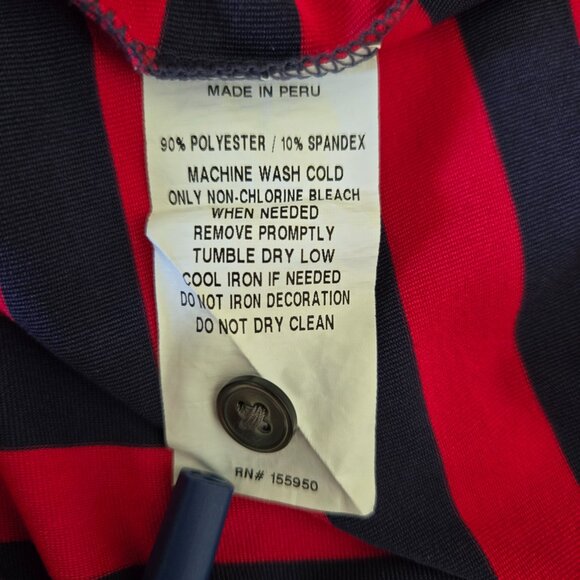 MADE IN PERU
90% POLYESTER / 10% SPANDEX
MACHINE WASH COLD
ONLY NON-CHLORINE BLEACH
WHEN NEEDED
REMOVE PROMPTLY
TUMBLE DRY LOW
COOL IRON IF NEEDED
DO NOT IRON DECORATION
DO NOT DRY CLEAN
RN# 155950